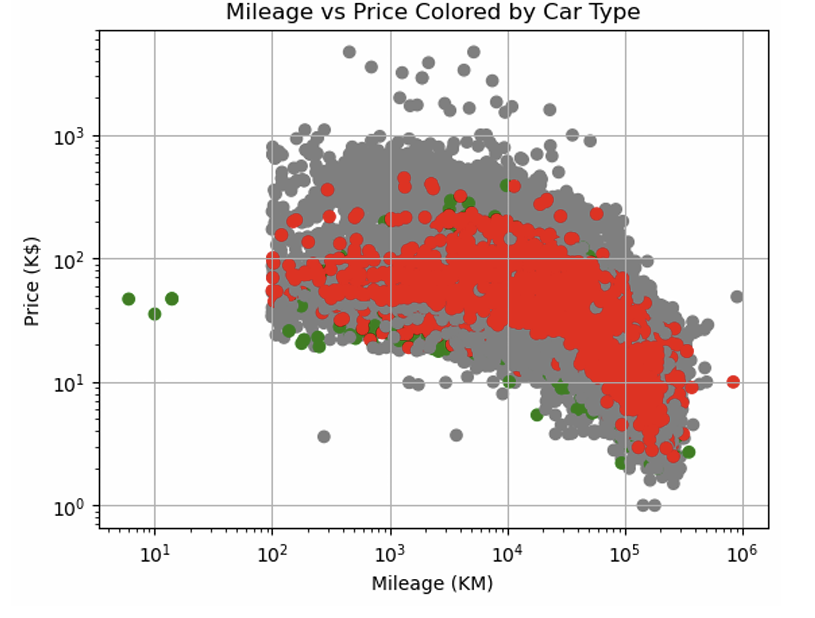 Mileage vs Price Colored by Car Type
Price (K$)
10³
10²
10¹
10⁰
10¹ 10² 10³ 10⁴ 10⁵ 10⁶
Mileage (KM)